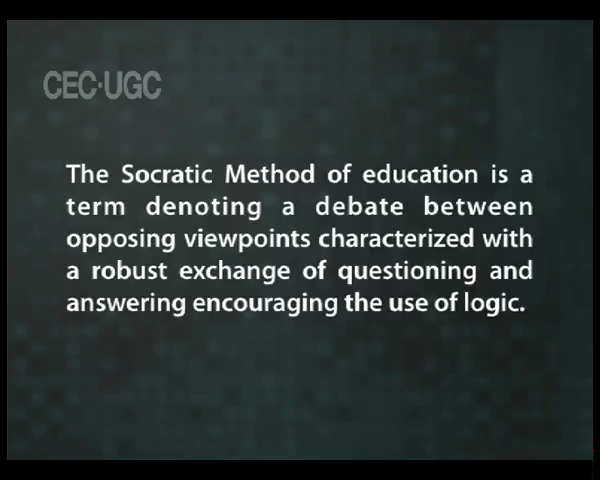 CEC·UGC
The Socratic Method of education is a
term denoting a debate between
opposing viewpoints characterized with
a robust exchange of questioning and
answering encouraging the use of logic.